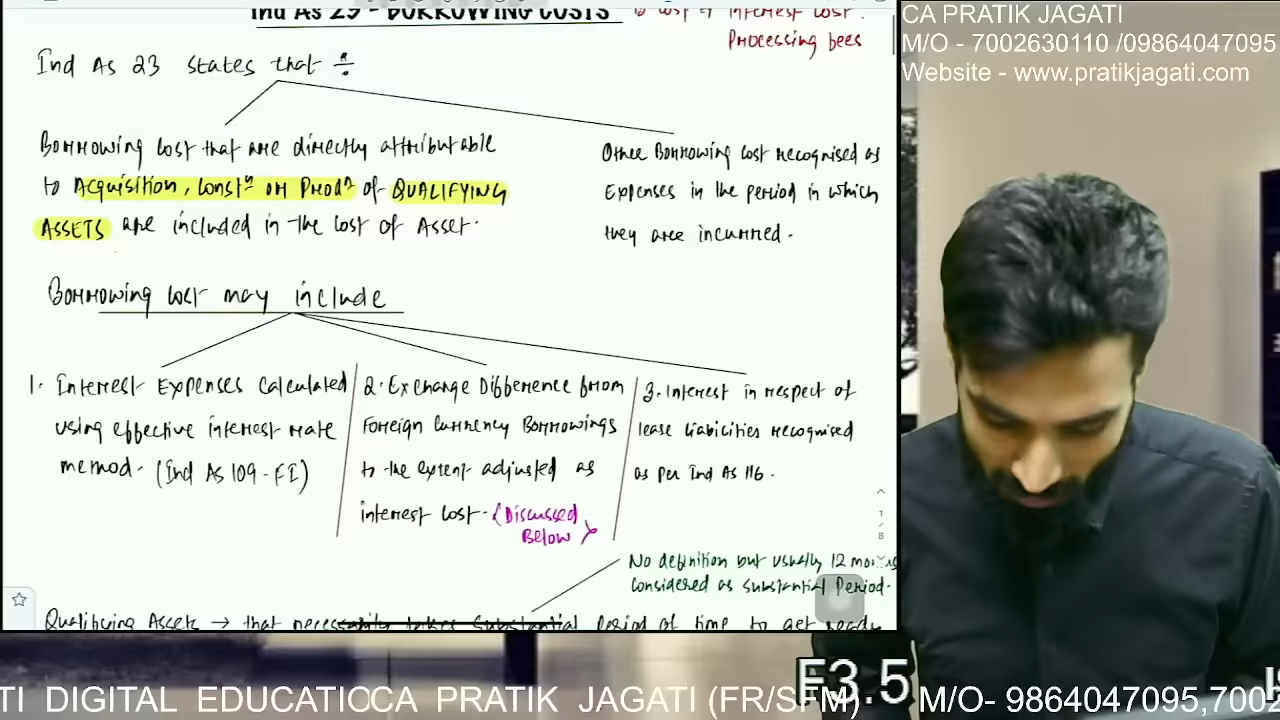 Ind As 23 - BORROWING COSTS
B cost → Interest cost.
Processing fees
Ind As 23 states that :
Borrowing cost that are directly attributable
to Acquisition, Constⁿ or Prodⁿ of QUALIFYING
ASSETS are included in the cost of Asset.
Other Borrowing cost recognised as
Expenses in the period in which
they are incurred.
Borrowing cost may include
1. Interest Expenses calculated
using effective interest rate
method. (Ind As 109 - FI)
2. Exchange Difference from
Foreign Currency Borrowings
to the extent adjusted as
interest cost. (Discussed
Below)
3. Interest in respect of
lease liabilities recognised
as per Ind As 116.
No definition but usually 12 mon
considered as substantial Period.
Qualifying Assets → that necessarily takes substantial period of time to get ready
1
/
8
CA PRATIK JAGATI
M/O - 7002630110 /09864047095
Website - www.pratikjagati.com
F3.5
TI DIGITAL EDUCATIOCCA PRATIK JAGATI (FR/SFM) M/O- 9864047095,7002